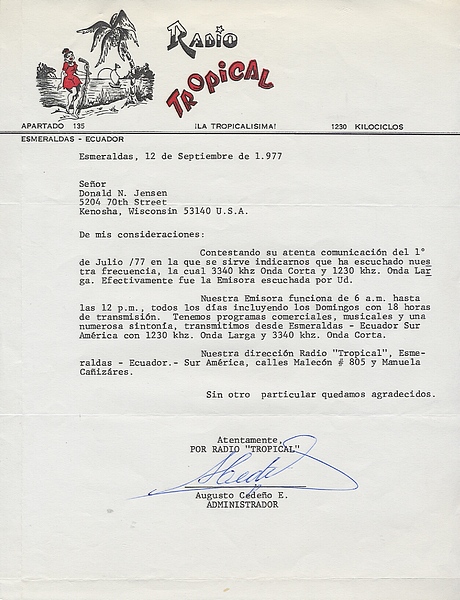 RADIO
TROPICAL
APARTADO 135 ¡LA TROPICALISIMA! 1230 KILOCICLOS
ESMERALDAS - ECUADOR
Esmeraldas, 12 de Septiembre de 1.977
Señor
Donald N. Jensen
5204 70th Street
Kenosha, Wisconsin 53140 U.S.A.
De mis consideraciones:
Contestando su atenta comunicación del 1°
de Julio /77 en la que se sirve indicarnos que ha escuchado nues
tra frecuencia, la cual 3340 khz Onda Corta y 1230 khz. Onda Lar
ga. Efectivamente fue la Emisora escuchada por Ud.
Nuestra Emisora funciona de 6 a.m. hasta
las 12 p.m., todos los días incluyendo los Domingos con 18 horas
de transmisión. Tenemos programas comerciales, musicales y una
numerosa sintonía, transmitimos desde Esmeraldas - Ecuador Sur
América con 1230 khz. Onda Larga y 3340 khz. Onda Corta.
Nuestra dirección Radio "Tropical", Esme-
raldas - Ecuador.- Sur América, calles Malecón # 805 y Manuela
Cañizáres.
Sin otro particular quedamos agradecidos.
Atentamente,
POR RADIO "TROPICAL"
Augusto Cedeño E.
ADMINISTRADOR